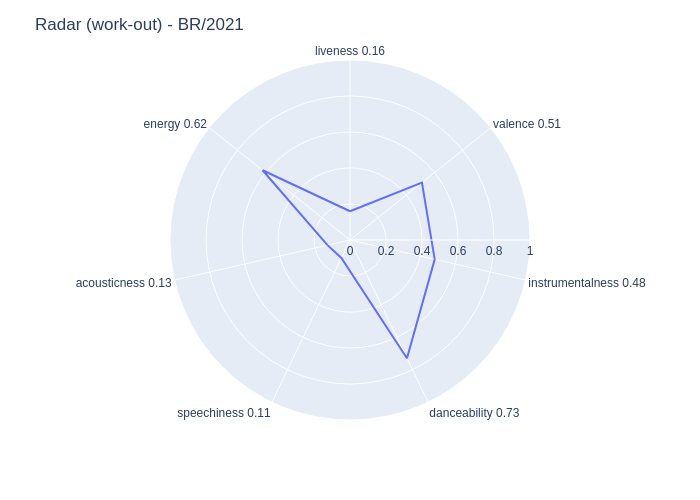 Radar (work-out) - BR/2021
liveness 0.16
energy 0.62
valence 0.51
0 0.2 0.4 0.6 0.8 1
acousticness 0.13
instrumentalness 0.48
speechiness 0.11
danceability 0.73